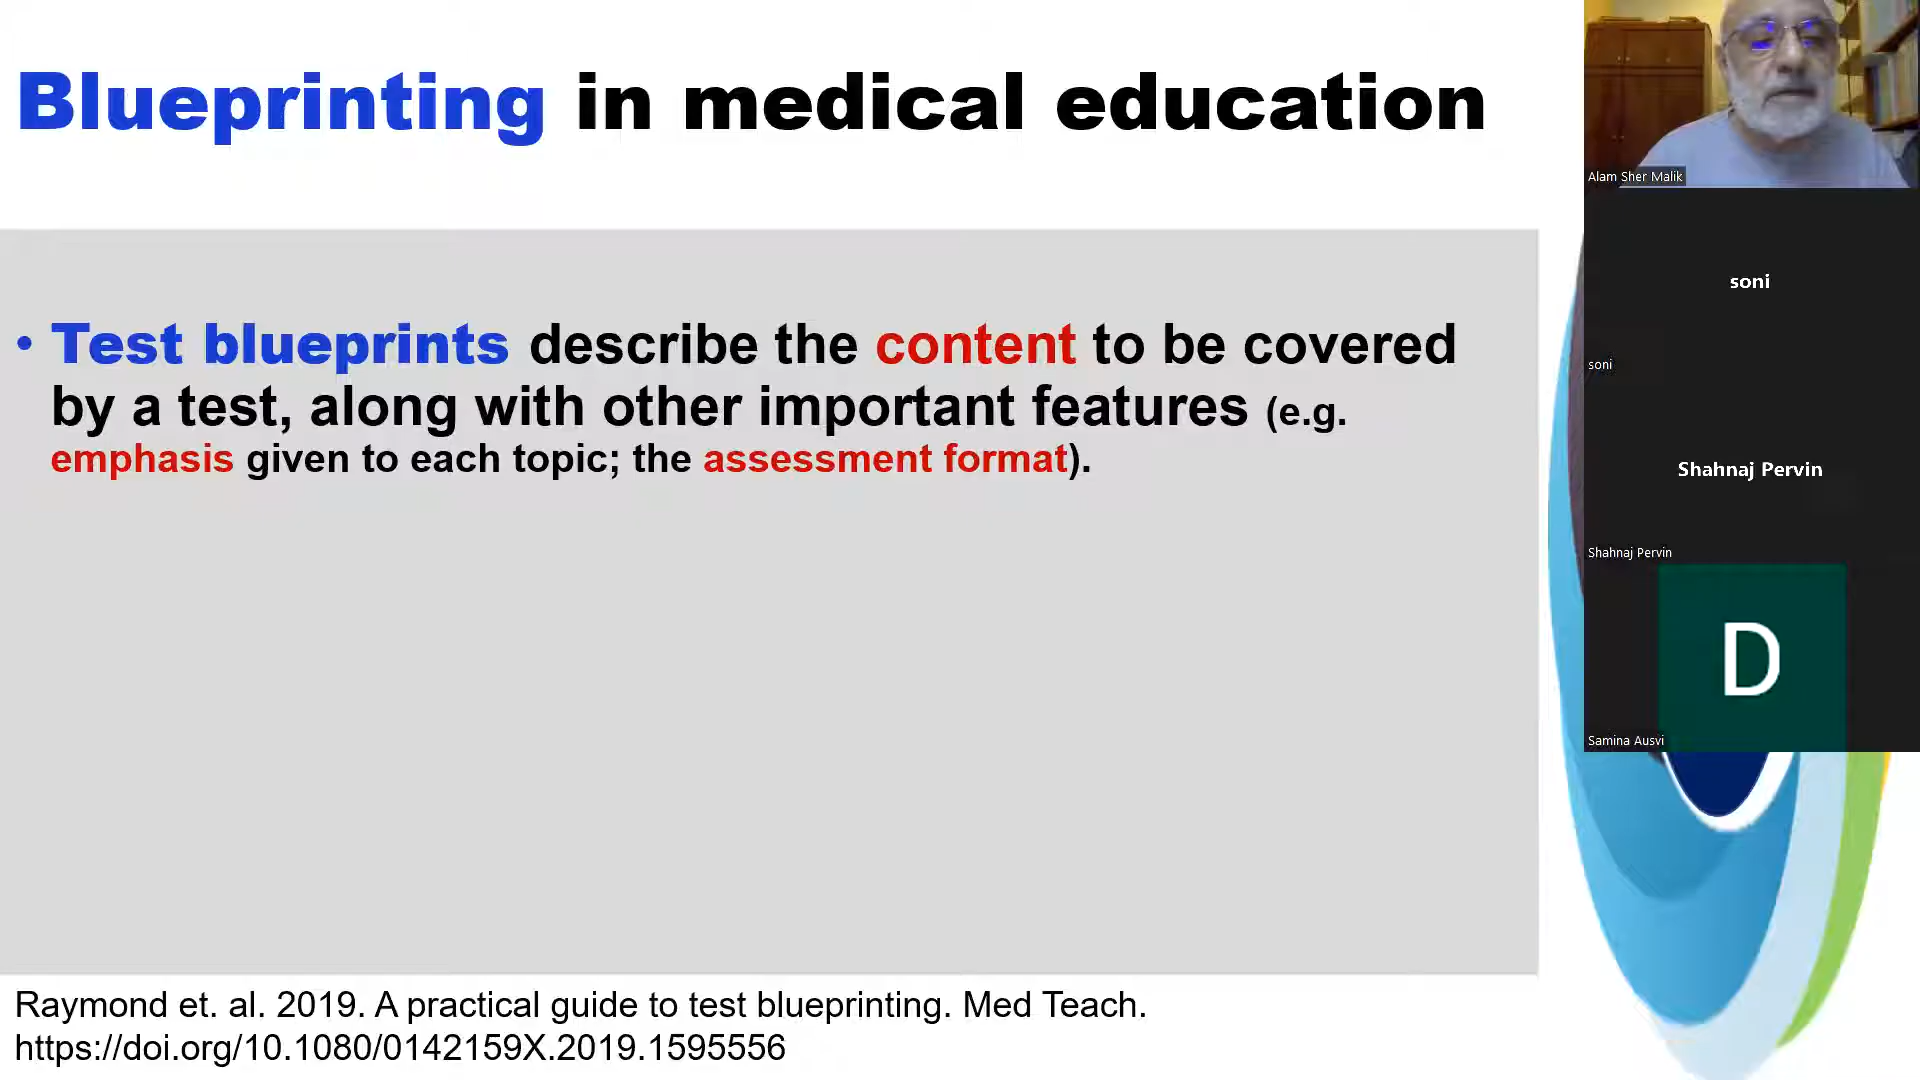 Blueprinting in medical education
• Test blueprints describe the content to be covered
by a test, along with other important features (e.g.
emphasis given to each topic; the assessment format).
Raymond et. al. 2019. A practical guide to test blueprinting. Med Teach.
https://doi.org/10.1080/0142159X.2019.1595556
Alam Sher Malik
soni
soni
Shahnaj Pervin
Shahnaj Pervin
D
Samina Ausvi